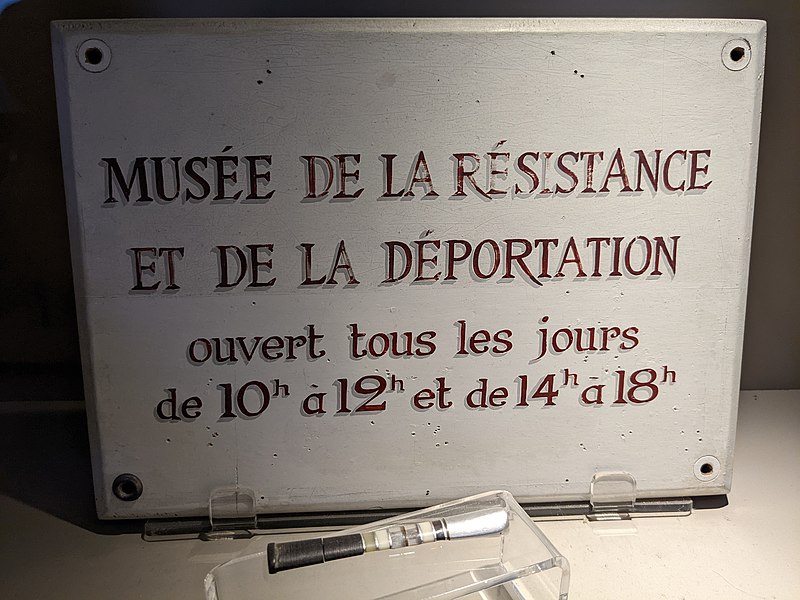 MUSÉE DE LA RÉSISTANCE
ET DE LA DÉPORTATION
ouvert tous les jours
de 10h à 12h et de 14h à 18h